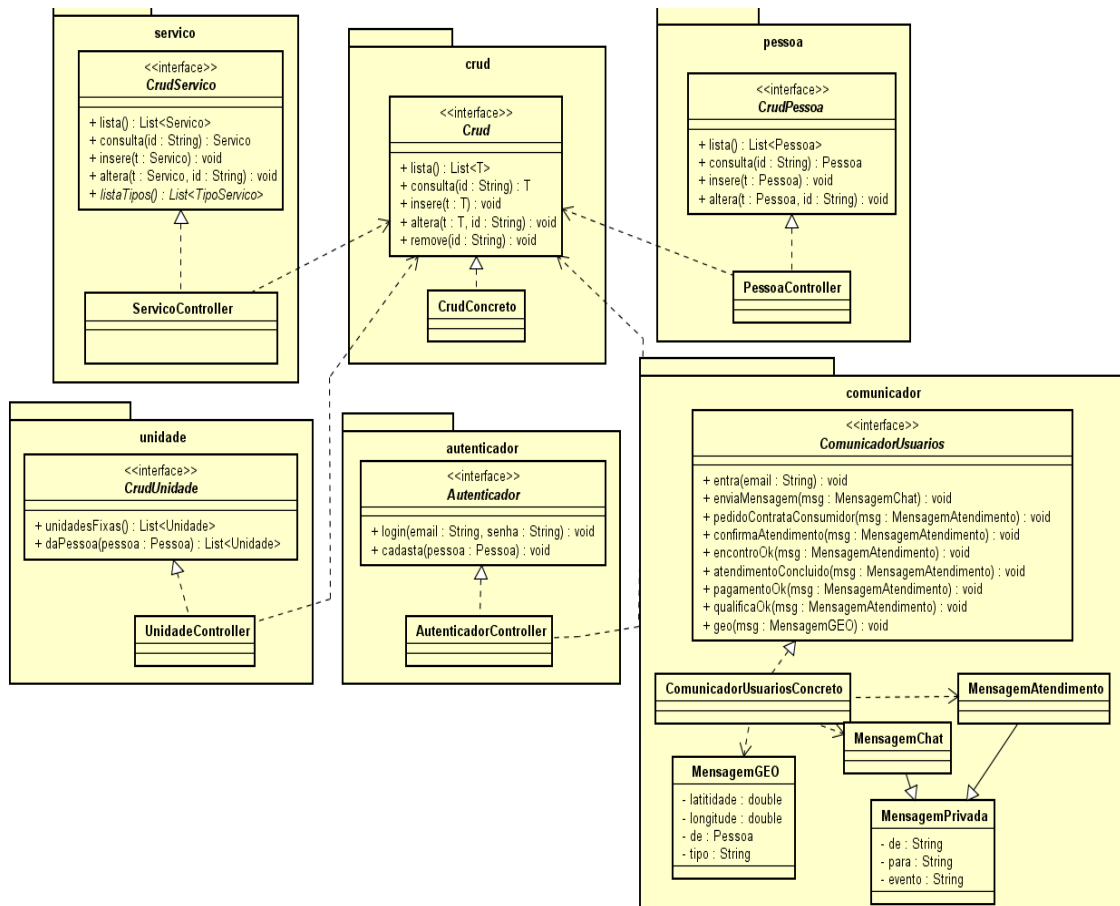 servico
<<interface>>
CrudServico
+ lista() : List<Servico>
+ consulta(id : String) : Servico
+ insere(t : Servico) : void
+ altera(t : Servico, id : String) : void
+ listaTipos() : List<TipoServico>
ServicoController
crud
<<interface>>
Crud
+ lista() : List<T>
+ consulta(id : String) : T
+ insere(t : T) : void
+ altera(t : T, id : String) : void
+ remove(id : String) : void
CrudConcreto
pessoa
<<interface>>
CrudPessoa
+ lista() : List<Pessoa>
+ consulta(id : String) : Pessoa
+ insere(t : Pessoa) : void
+ altera(t : Pessoa, id : String) : void
PessoaController
unidade
<<interface>>
CrudUnidade
+ unidadesFixas() : List<Unidade>
+ daPessoa(pessoa : Pessoa) : List<Unidade>
UnidadeController
autenticador
<<interface>>
Autenticador
+ login(email : String, senha : String) : void
+ cadasta(pessoa : Pessoa) : void
AutenticadorController
comunicador
<<interface>>
ComunicadorUsuarios
+ entra(email : String) : void
+ enviaMensagem(msg : MensagemChat) : void
+ pedidoContrataConsumidor(msg : MensagemAtendimento) : void
+ confirmaAtendimento(msg : MensagemAtendimento) : void
+ encontroOk(msg : MensagemAtendimento) : void
+ atendimentoConcluido(msg : MensagemAtendimento) : void
+ pagamentoOk(msg : MensagemAtendimento) : void
+ qualificaOk(msg : MensagemAtendimento) : void
+ geo(msg : MensagemGEO) : void
ComunicadorUsuariosConcreto
MensagemAtendimento
MensagemChat
MensagemGEO
- latitidade : double
- longitude : double
- de : Pessoa
- tipo : String
MensagemPrivada
- de : String
- para : String
- evento : String